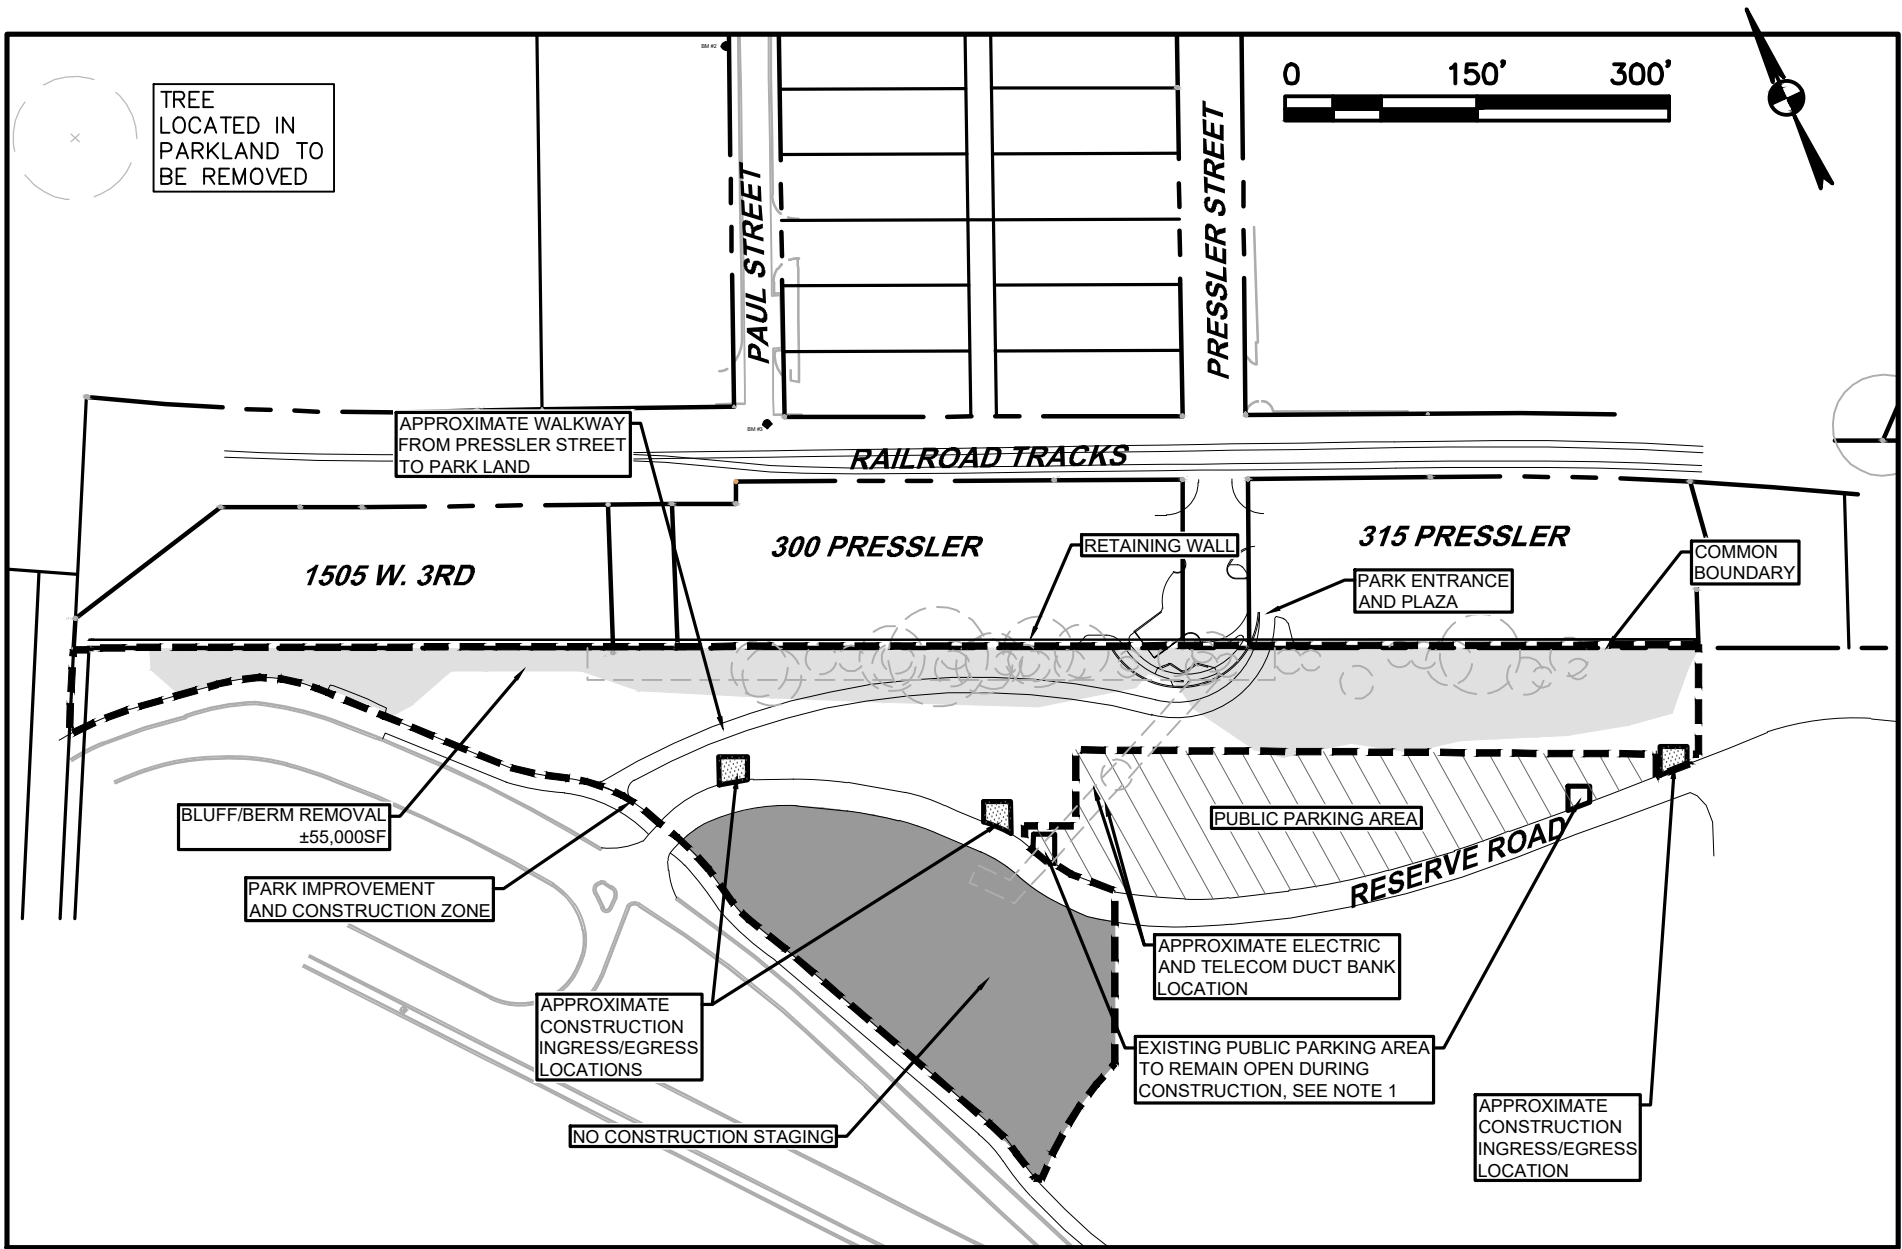 BM #2
0 150' 300'
TREE
LOCATED IN
PARKLAND TO
BE REMOVED
PAUL STREET
PRESSLER STREET
BM #3
APPROXIMATE WALKWAY
FROM PRESSLER STREET
TO PARK LAND
RAILROAD TRACKS
1505 W. 3RD
300 PRESSLER
315 PRESSLER
RETAINING WALL
COMMON
BOUNDARY
PARK ENTRANCE
AND PLAZA
BLUFF/BERM REMOVAL
±55,000SF
PUBLIC PARKING AREA
RESERVE ROAD
PARK IMPROVEMENT
AND CONSTRUCTION ZONE
APPROXIMATE ELECTRIC
AND TELECOM DUCT BANK
LOCATION
APPROXIMATE
CONSTRUCTION
INGRESS/EGRESS
LOCATIONS
EXISTING PUBLIC PARKING AREA
TO REMAIN OPEN DURING
CONSTRUCTION, SEE NOTE 1
NO CONSTRUCTION STAGING
APPROXIMATE
CONSTRUCTION
INGRESS/EGRESS
LOCATION